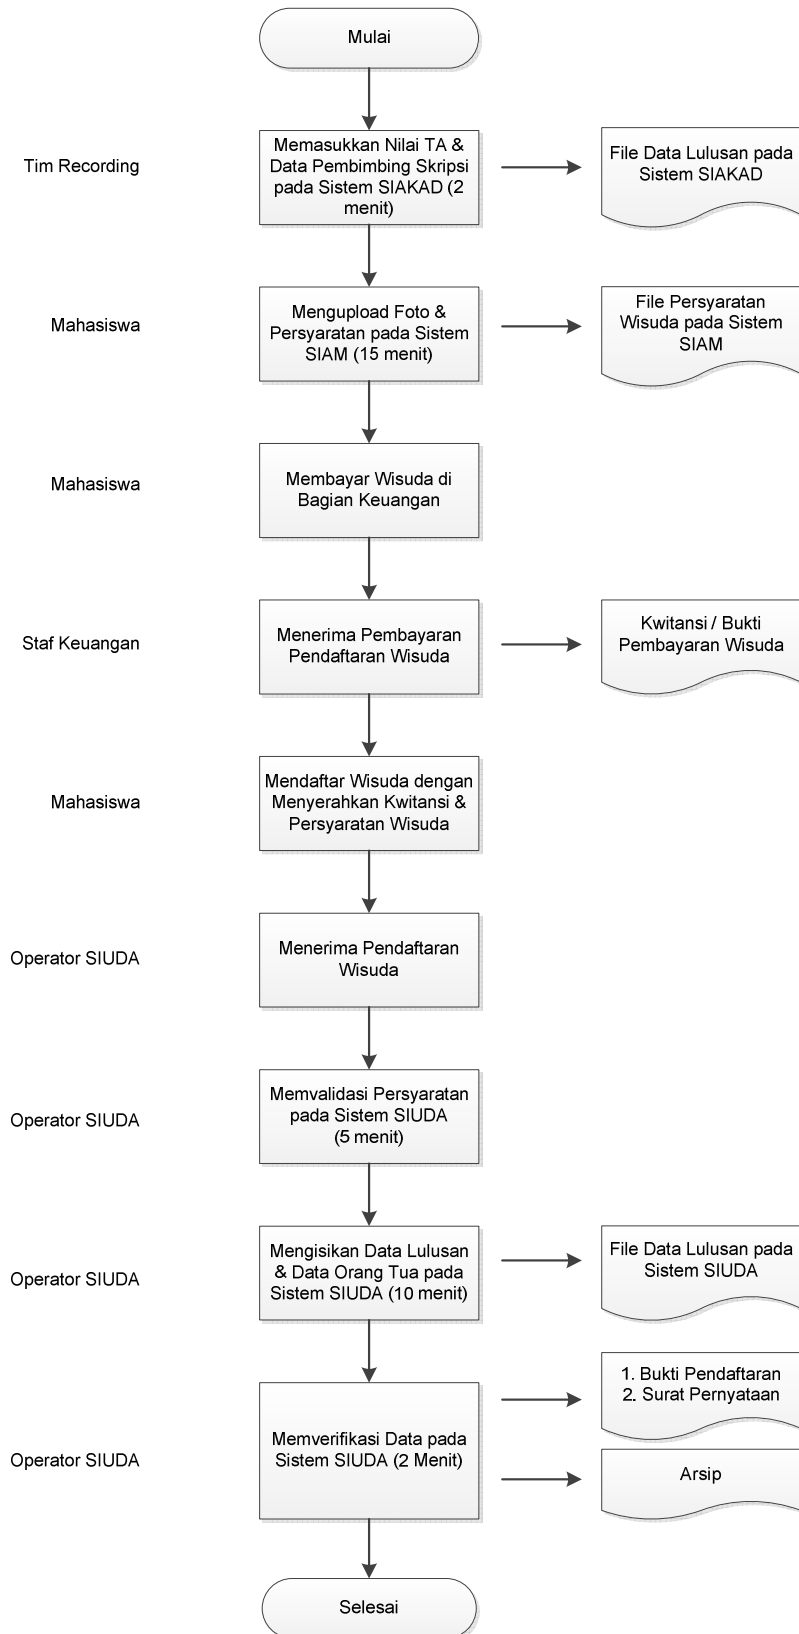 Mulai
Tim Recording
Memasukkan Nilai TA &
Data Pembimbing Skripsi
pada Sistem SIAKAD (2
menit)
File Data Lulusan pada
Sistem SIAKAD
Mahasiswa
Mengupload Foto &
Persyaratan pada Sistem
SIAM (15 menit)
File Persyaratan
Wisuda pada Sistem
SIAM
Mahasiswa
Membayar Wisuda di
Bagian Keuangan
Staf Keuangan
Menerima Pembayaran
Pendaftaran Wisuda
Kwitansi / Bukti
Pembayaran Wisuda
Mahasiswa
Mendaftar Wisuda dengan
Menyerahkan Kwitansi &
Persyaratan Wisuda
Operator SIUDA
Menerima Pendaftaran
Wisuda
Operator SIUDA
Memvalidasi Persyaratan
pada Sistem SIUDA
(5 menit)
Operator SIUDA
Mengisikan Data Lulusan
& Data Orang Tua pada
Sistem SIUDA (10 menit)
File Data Lulusan pada
Sistem SIUDA
Operator SIUDA
Memverifikasi Data pada
Sistem SIUDA (2 Menit)
1. Bukti Pendaftaran
2. Surat Pernyataan
Arsip
Selesai